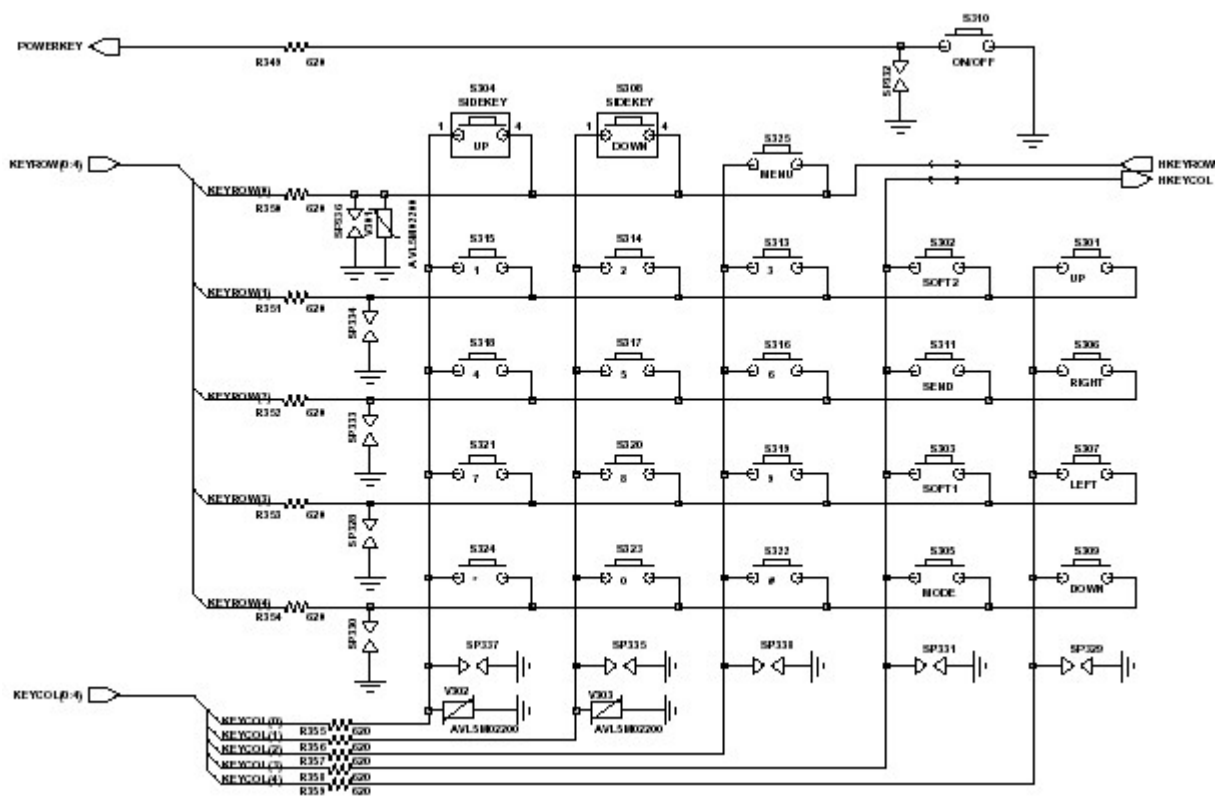 S310
POWERKEY
R349 620
ON/OFF
SP332
S304
SIDEKEY
S308
SIDEKEY
1 4
UP
1 4
DOWN
S325
MENU
KEYROW(0:4)
HKEYROW
HKEYCOL
KEYROW(0)
R350 620
SP336
V301
AVL5M02200
S315
1
S314
2
S313
3
S302
SOFT2
S301
UP
KEYROW(1)
R351 620
SP334
S318
4
S317
5
S316
6
S311
SEND
S306
RIGHT
KEYROW(2)
R352 620
SP333
S321
7
S320
8
S319
9
S303
SOFT1
S307
LEFT
KEYROW(3)
R353 620
SP328
S324
*
S323
0
S322
#
S305
MODE
S309
DOWN
KEYROW(4)
R354 620
SP330
SP337
SP335
SP338
SP331
SP329
KEYCOL(0:4)
V302
AVL5M02200
V303
AVL5M02200
KEYCOL(0)
R355 620
KEYCOL(1)
R356 620
KEYCOL(2)
R357 620
KEYCOL(3)
R358 620
KEYCOL(4)
R359 620